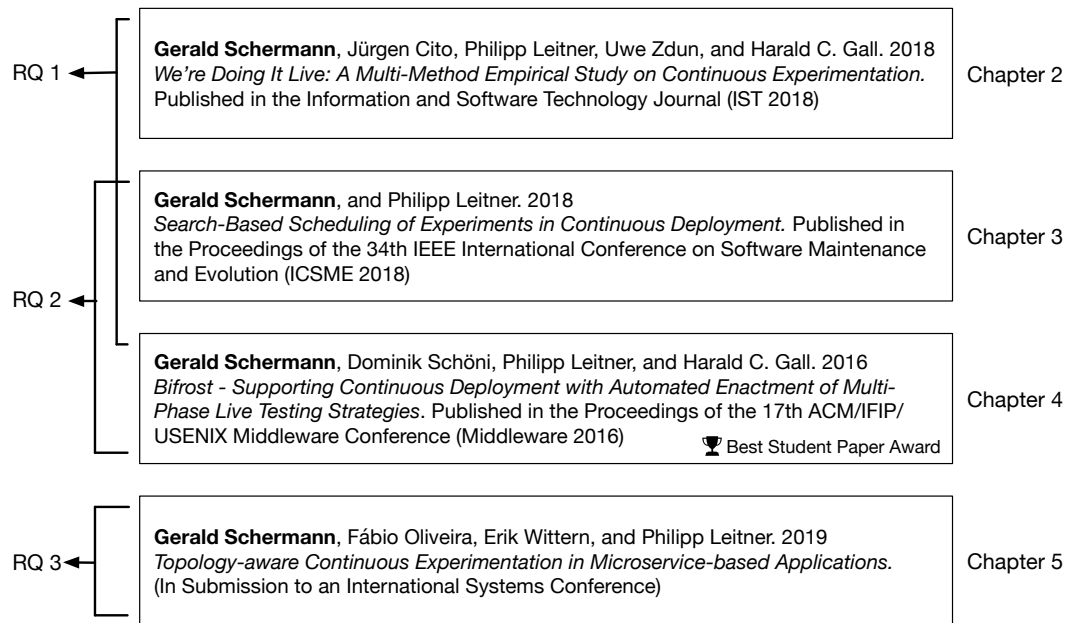 Gerald Schermann, Jürgen Cito, Philipp Leitner, Uwe Zdun, and Harald C. Gall. 2018
RQ 1
We're Doing It Live: A Multi-Method Empirical Study on Continuous Experimentation.
Chapter 2
Published in the Information and Software Technology Journal (IST 2018)
Gerald Schermann, and Philipp Leitner. 2018
Search-Based Scheduling of Experiments in Continuous Deployment. Published in
Chapter 3
the Proceedings of the 34th IEEE International Conference on Software Maintenance
and Evolution (ICSME 2018)
RQ 2
Gerald Schermann, Dominik Schöni, Philipp Leitner, and Harald C. Gall. 2016
Bifrost - Supporting Continuous Deployment with Automated Enactment of Multi-
Chapter 4
Phase Live Testing Strategies. Published in the Proceedings of the 17th ACM/IFIP/
USENIX Middleware Conference (Middleware 2016)
Best Student Paper Award
Gerald Schermann, Fábio Oliveira, Erik Wittern, and Philipp Leitner. 2019
RQ 3
Topology-aware Continuous Experimentation in Microservice-based Applications.
Chapter 5
(In Submission to an International Systems Conference)